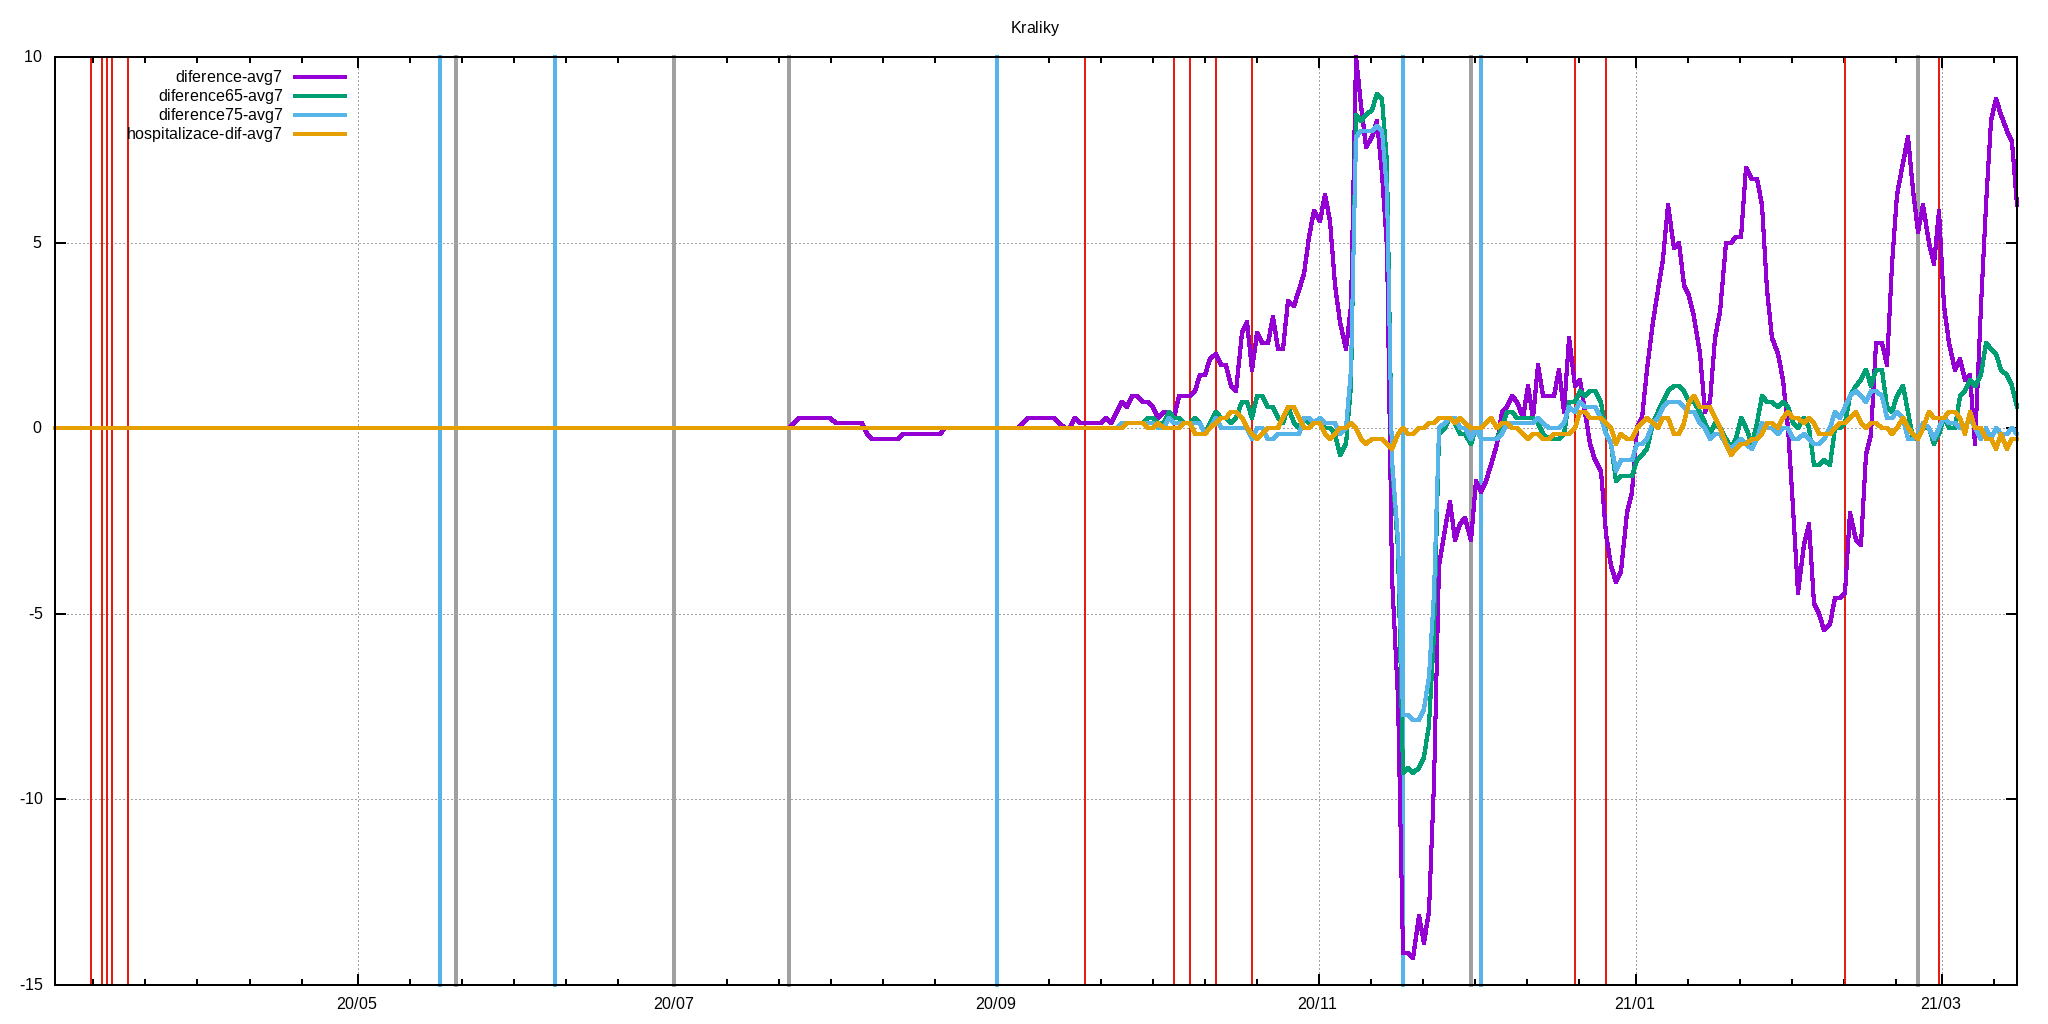 Kraliky
10
diference-avg7
diference65-avg7
diference75-avg7
hospitalizace-dif-avg7
5
0
-5
-10
-15
20/05 20/07 20/09 20/11 21/01 21/03